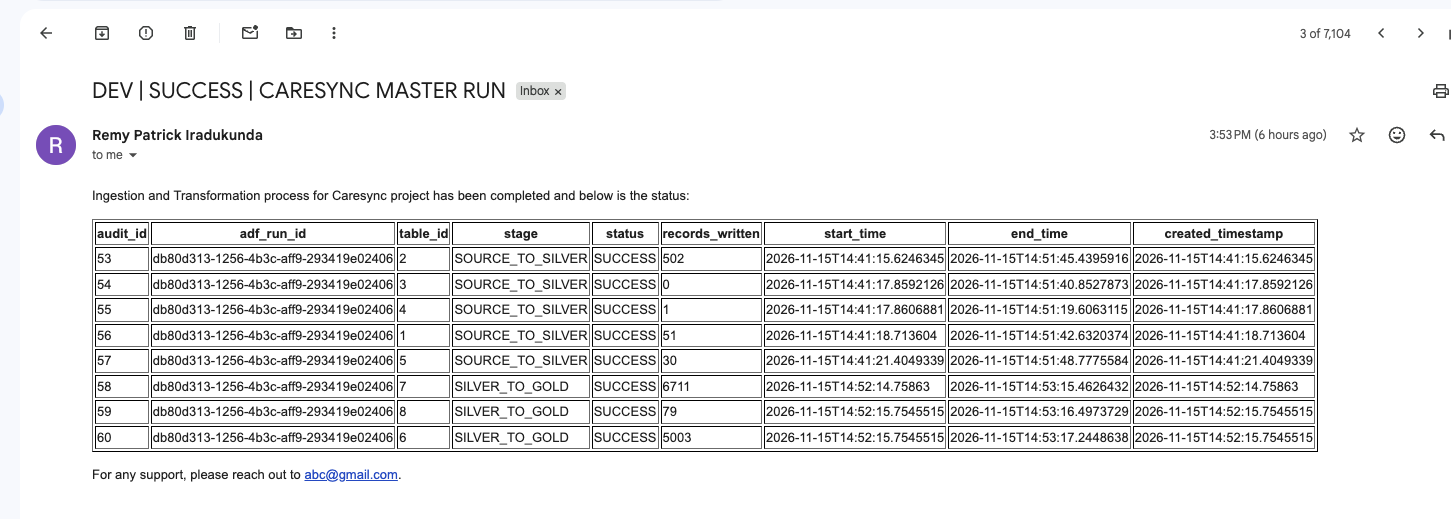 3 of 7,104
DEV | SUCCESS | CARESYNC MASTER RUN Inbox ×
R
Remy Patrick Iradukunda 3:53 PM (6 hours ago)
to me
Ingestion and Transformation process for Caresync project has been completed and below is the status:
audit_id adf_run_id table_id stage status records_written start_time end_time created_timestamp
53 db80d313-1256-4b3c-aff9-293419e02406 2 SOURCE_TO_SILVER SUCCESS 502 2026-11-15T14:41:15.6246345 2026-11-15T14:51:45.4395916 2026-11-15T14:41:15.6246345
54 db80d313-1256-4b3c-aff9-293419e02406 3 SOURCE_TO_SILVER SUCCESS 0 2026-11-15T14:41:17.8592126 2026-11-15T14:51:40.8527873 2026-11-15T14:41:17.8592126
55 db80d313-1256-4b3c-aff9-293419e02406 4 SOURCE_TO_SILVER SUCCESS 1 2026-11-15T14:41:17.8606881 2026-11-15T14:51:19.6063115 2026-11-15T14:41:17.8606881
56 db80d313-1256-4b3c-aff9-293419e02406 1 SOURCE_TO_SILVER SUCCESS 51 2026-11-15T14:41:18.713604 2026-11-15T14:51:42.6320374 2026-11-15T14:41:18.713604
57 db80d313-1256-4b3c-aff9-293419e02406 5 SOURCE_TO_SILVER SUCCESS 30 2026-11-15T14:41:21.4049339 2026-11-15T14:51:48.7775584 2026-11-15T14:41:21.4049339
58 db80d313-1256-4b3c-aff9-293419e02406 7 SILVER_TO_GOLD SUCCESS 6711 2026-11-15T14:52:14.75863 2026-11-15T14:53:15.4626432 2026-11-15T14:52:14.75863
59 db80d313-1256-4b3c-aff9-293419e02406 8 SILVER_TO_GOLD SUCCESS 79 2026-11-15T14:52:15.7545515 2026-11-15T14:53:16.4973729 2026-11-15T14:52:15.7545515
60 db80d313-1256-4b3c-aff9-293419e02406 6 SILVER_TO_GOLD SUCCESS 5003 2026-11-15T14:52:15.7545515 2026-11-15T14:53:17.2448638 2026-11-15T14:52:15.7545515
For any support, please reach out to abc@gmail.com.